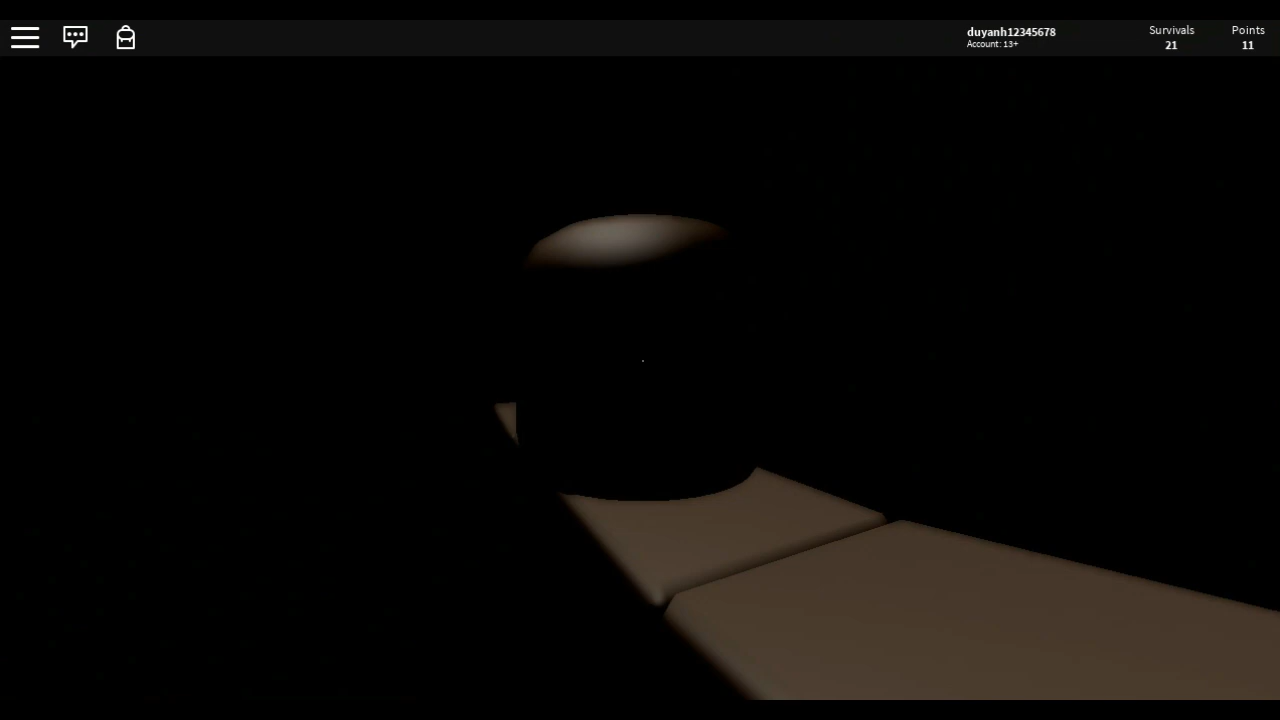 duyanh12345678
Account: 13+
Survivals
21
Points
11